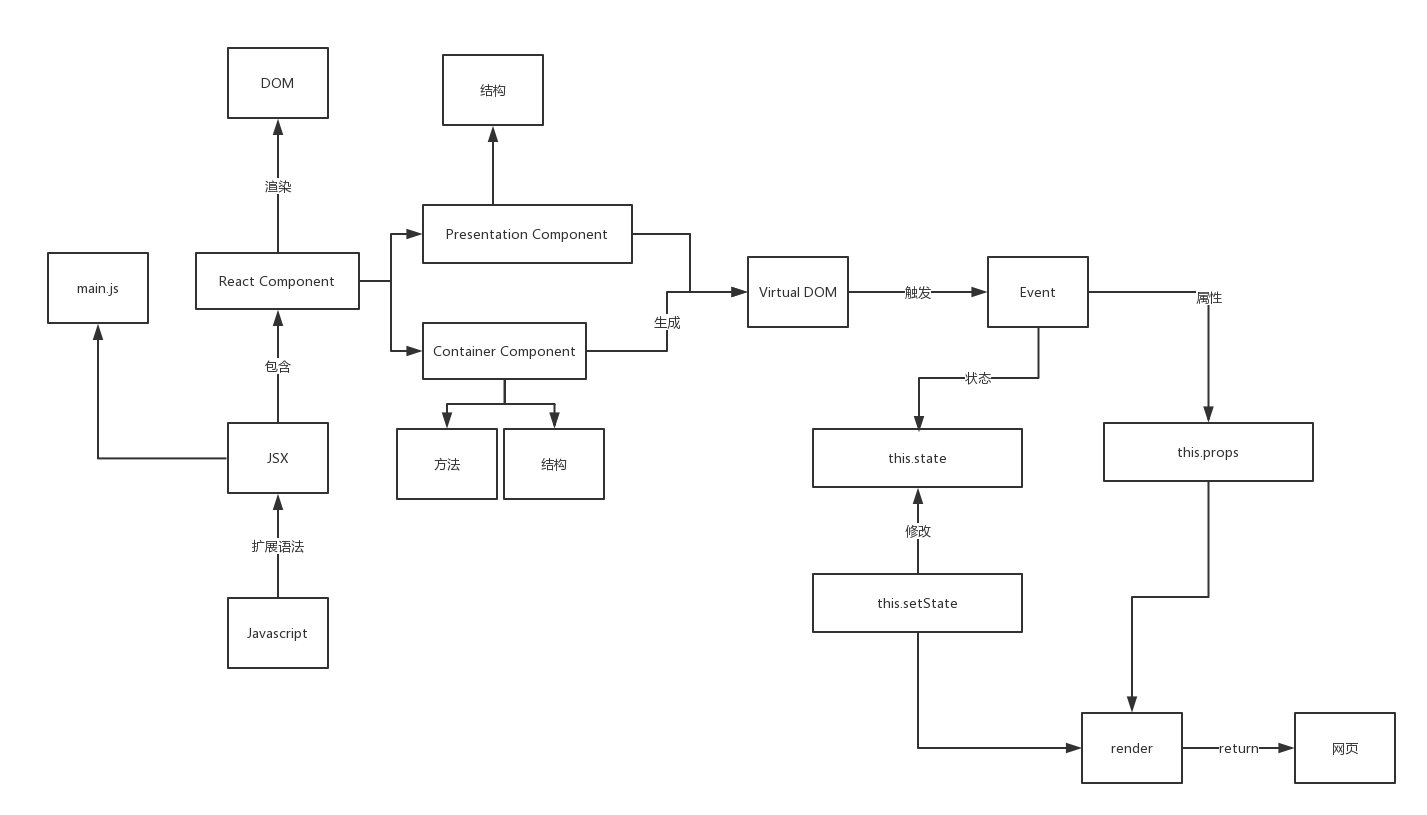 DOM
结构
渲染
Presentation Component
main.js
React Component
Virtual DOM
触发
Event
属性
生成
Container Component
包含
状态
JSX
方法
结构
this.state
this.props
扩展语法
修改
Javascript
this.setState
render
return
网页